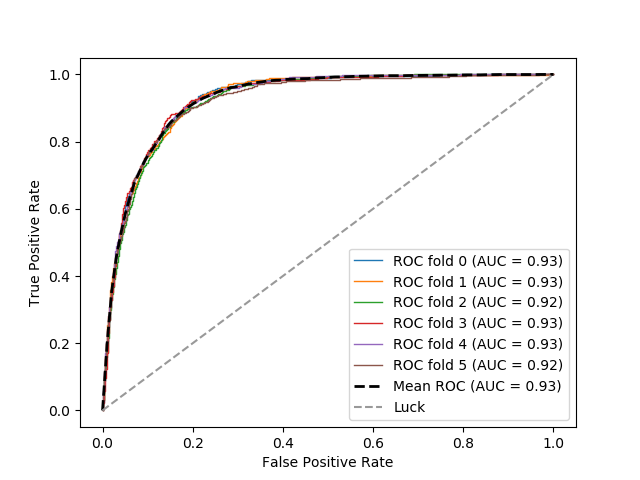 1.0
0.8
0.6
0.4
0.2
0.0
True Positive Rate
ROC fold 0 (AUC = 0.93)
ROC fold 1 (AUC = 0.93)
ROC fold 2 (AUC = 0.92)
ROC fold 3 (AUC = 0.93)
ROC fold 4 (AUC = 0.93)
ROC fold 5 (AUC = 0.92)
Mean ROC (AUC = 0.93)
Luck
0.0 0.2 0.4 0.6 0.8 1.0
False Positive Rate